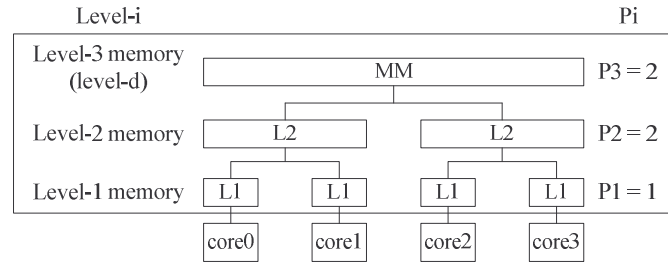 Level-i Pi
Level-3 memory
(level-d)
MM
P3 = 2
Level-2 memory L2 L2 P2 = 2
Level-1 memory L1 L1 L1 L1 P1 = 1
core0 core1 core2 core3